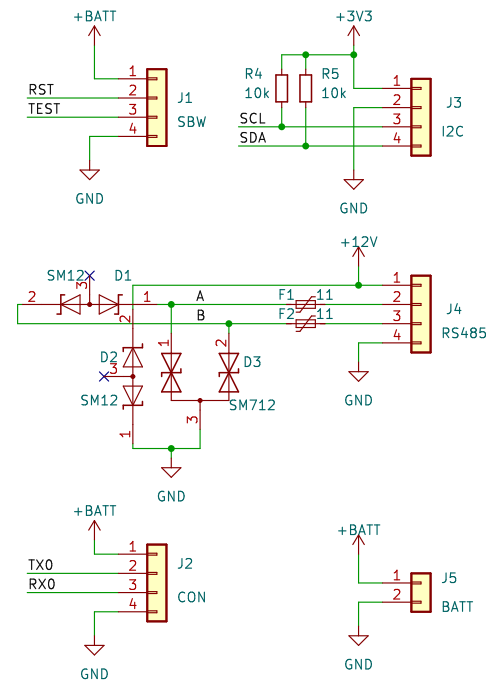 +BATT
1
RST
2
J1
TEST
3
SBW
4
GND
+3V3
R4
R5
10k
10k
1
2
J3
SCL
3
I2C
SDA
4
GND
+12V
SM12
3
D1
1
2
1
A
F1
11
2
J4
B
F2
11
3
RS485
2
4
D2
3
1
2
D3
SM12
SM712
GND
1
3
GND
+BATT
1
TX0
2
J2
RX0
3
CON
4
GND
+BATT
1
J5
2
BATT
GND